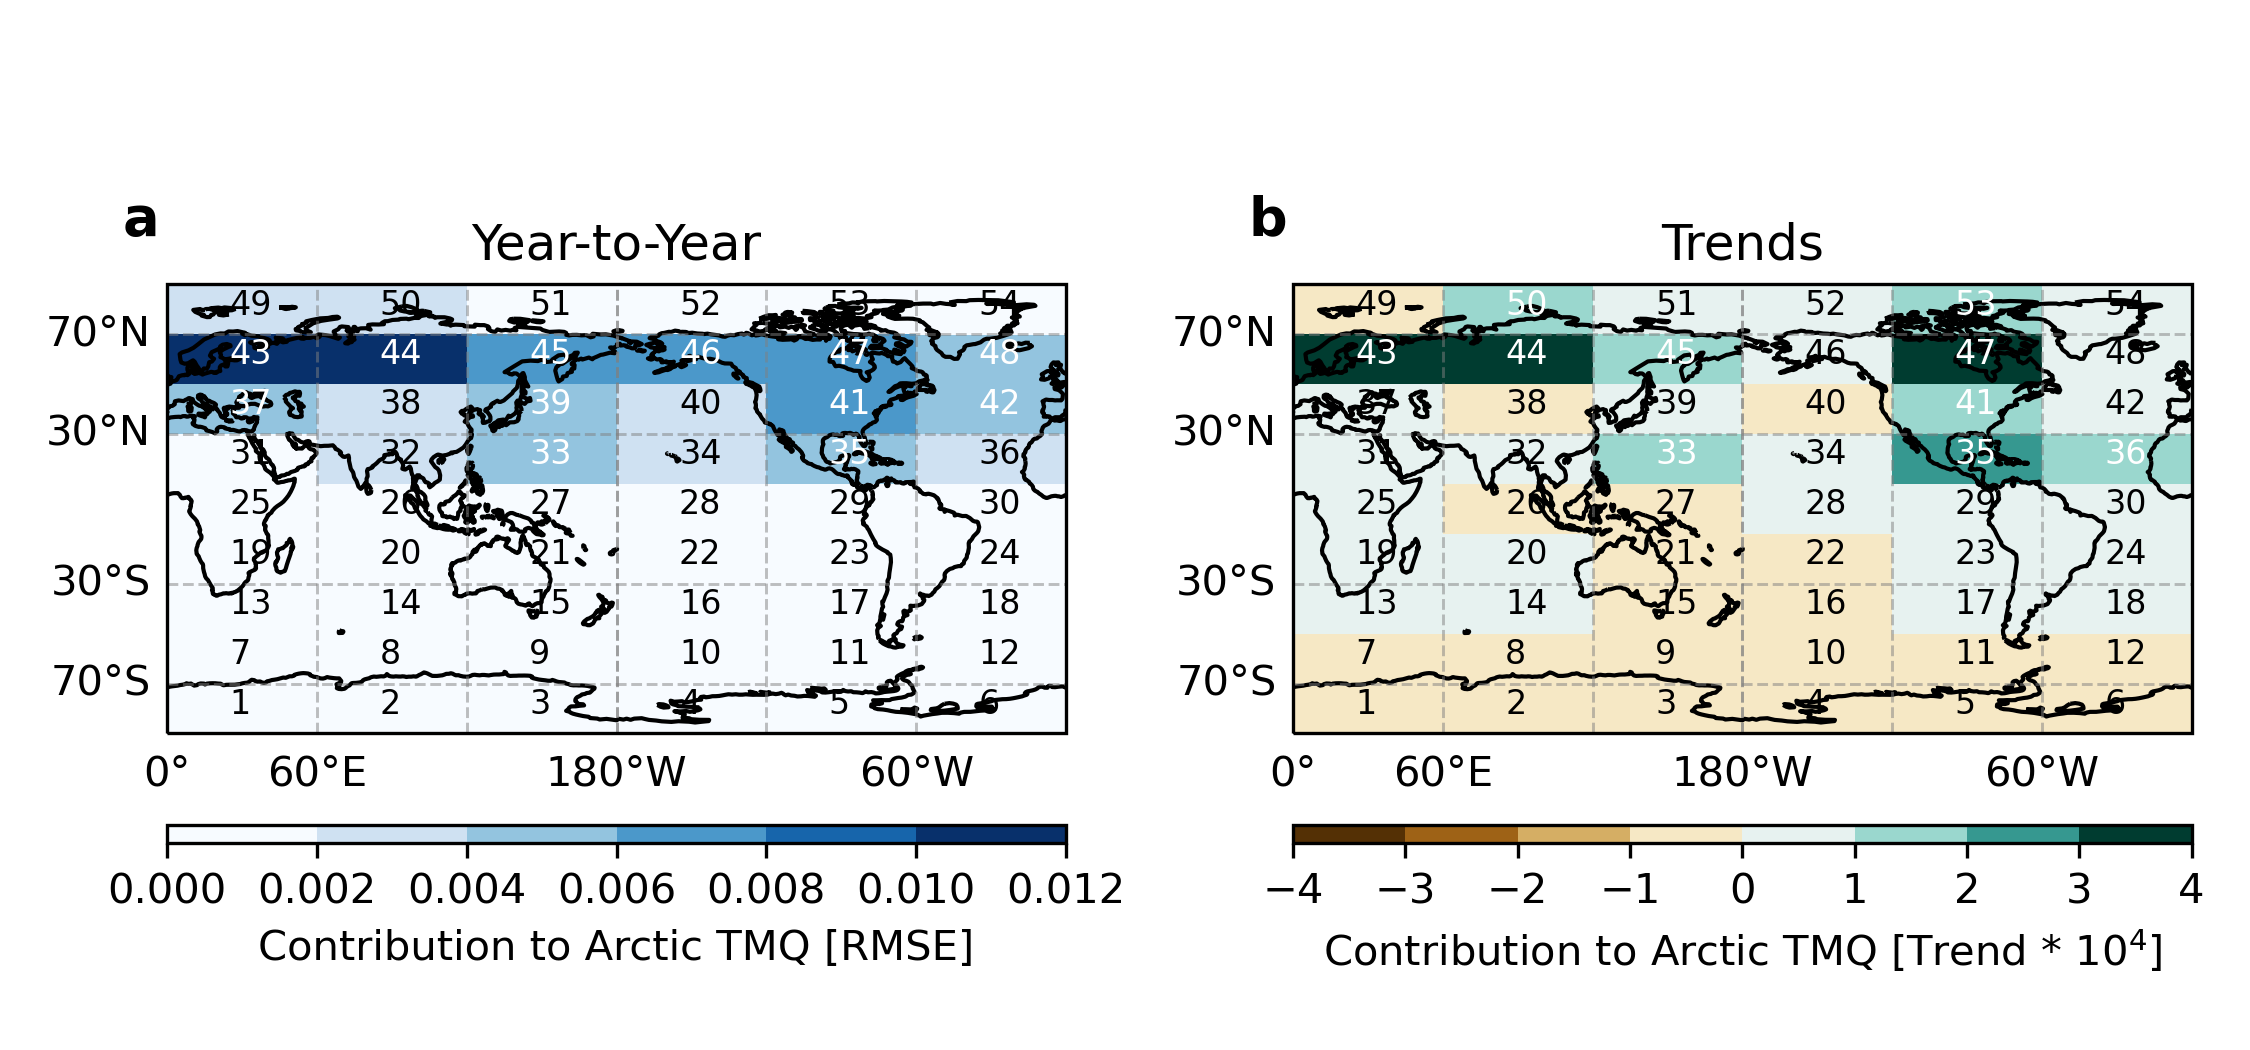 a
Year-to-Year
49 50 51 52 53 54
70°N
43 44 45 46 47 48
37 38 39 40 41 42
30°N
31 32 33 34 35 36
25 26 27 28 29 30
19 20 21 22 23 24
30°S
13 14 15 16 17 18
7 8 9 10 11 12
70°S
1 2 3 4 5 6
0° 60°E 180°W 60°W
0.000 0.002 0.004 0.006 0.008 0.010 0.012
Contribution to Arctic TMQ [RMSE]
b
Trends
49 50 51 52 53 54
70°N
43 44 45 46 47 48
37 38 39 40 41 42
30°N
31 32 33 34 35 36
25 26 27 28 29 30
19 20 21 22 23 24
30°S
13 14 15 16 17 18
7 8 9 10 11 12
70°S
1 2 3 4 5 6
0° 60°E 180°W 60°W
−4 −3 −2 −1 0 1 2 3 4
Contribution to Arctic TMQ [Trend * 10⁴]